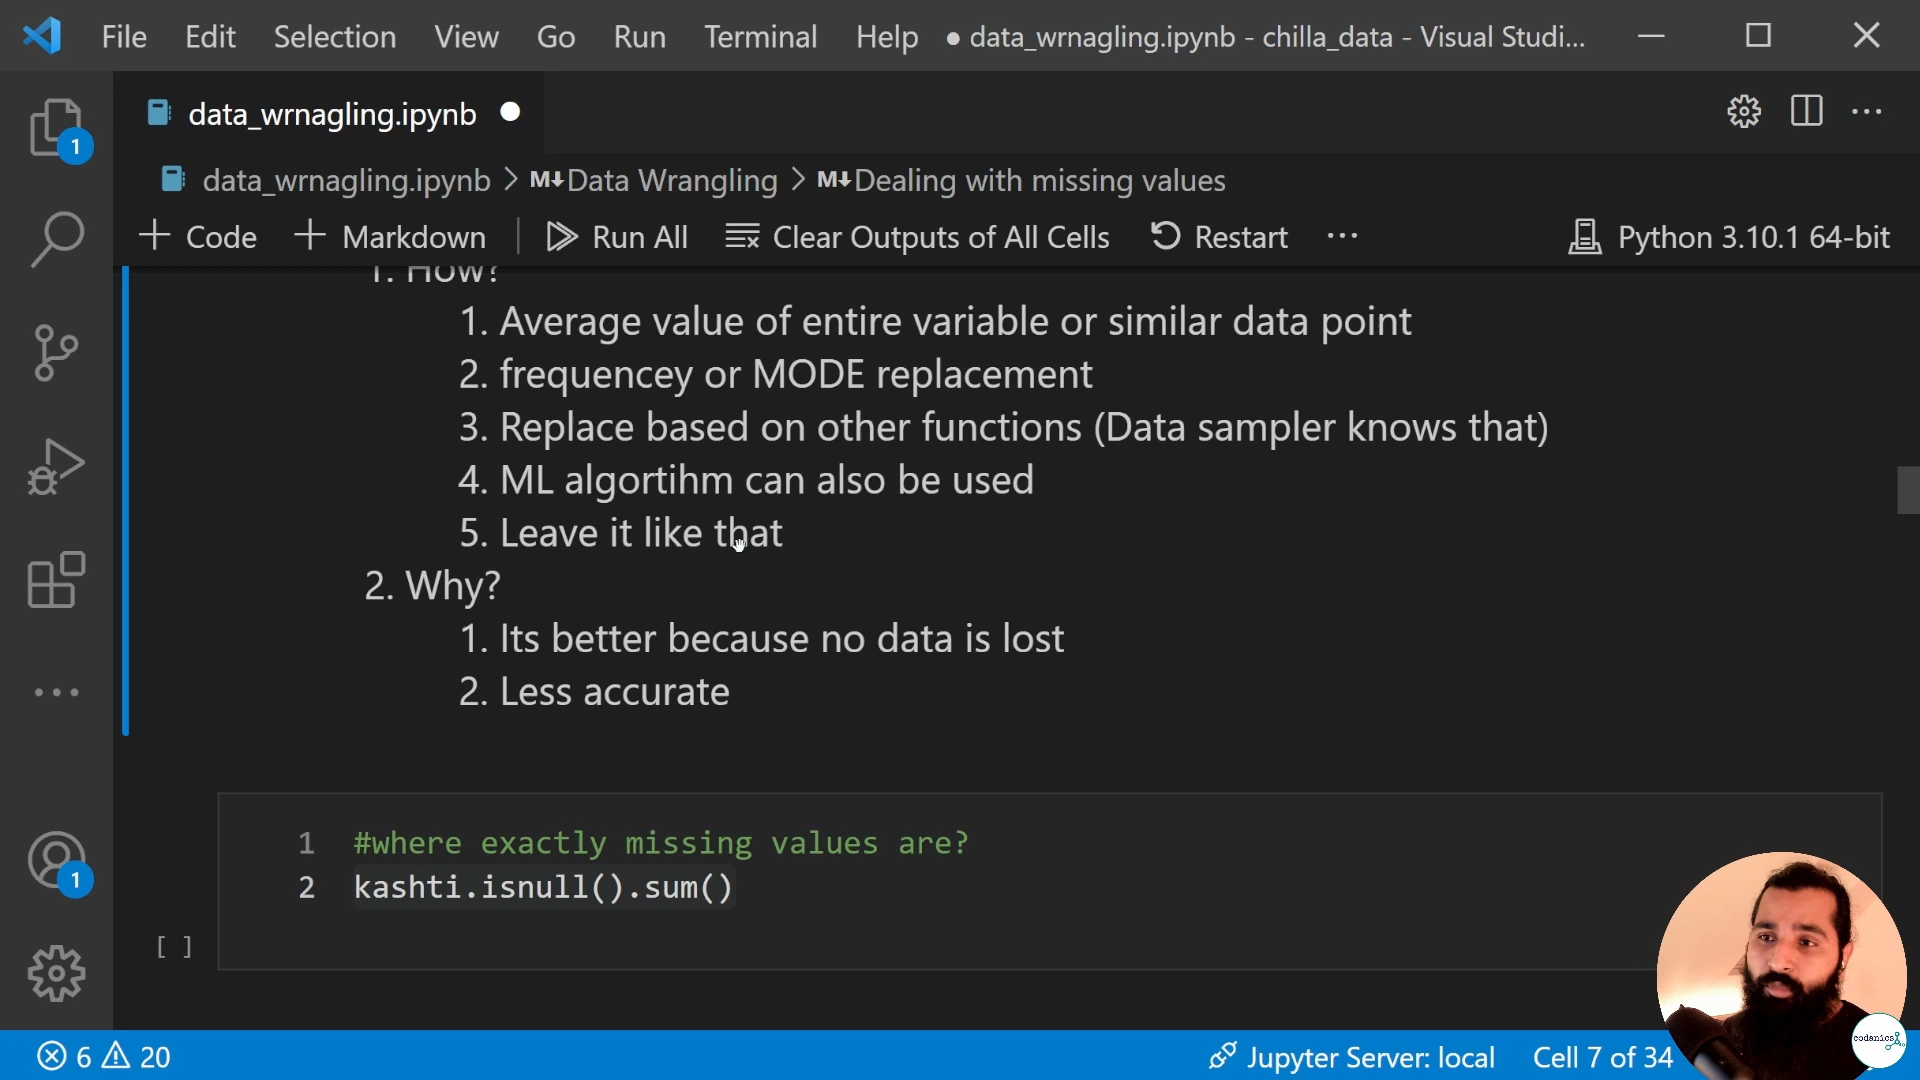 File Edit Selection View Go Run Terminal Help ● data_wrnagling.ipynb - chilla_data - Visual Studi...
data_wrnagling.ipynb
1
data_wrnagling.ipynb > M↓Data Wrangling > M↓Dealing with missing values
+ Code + Markdown Run All Clear Outputs of All Cells Restart ... Python 3.10.1 64-bit
1. How?
1. Average value of entire variable or similar data point
2. frequencey or MODE replacement
3. Replace based on other functions (Data sampler knows that)
4. ML algortihm can also be used
5. Leave it like that
2. Why?
1. Its better because no data is lost
2. Less accurate
1 #where exactly missing values are?
2 kashti.isnull().sum()
1
[ ]
codanics
6 20 Jupyter Server: local Cell 7 of 34